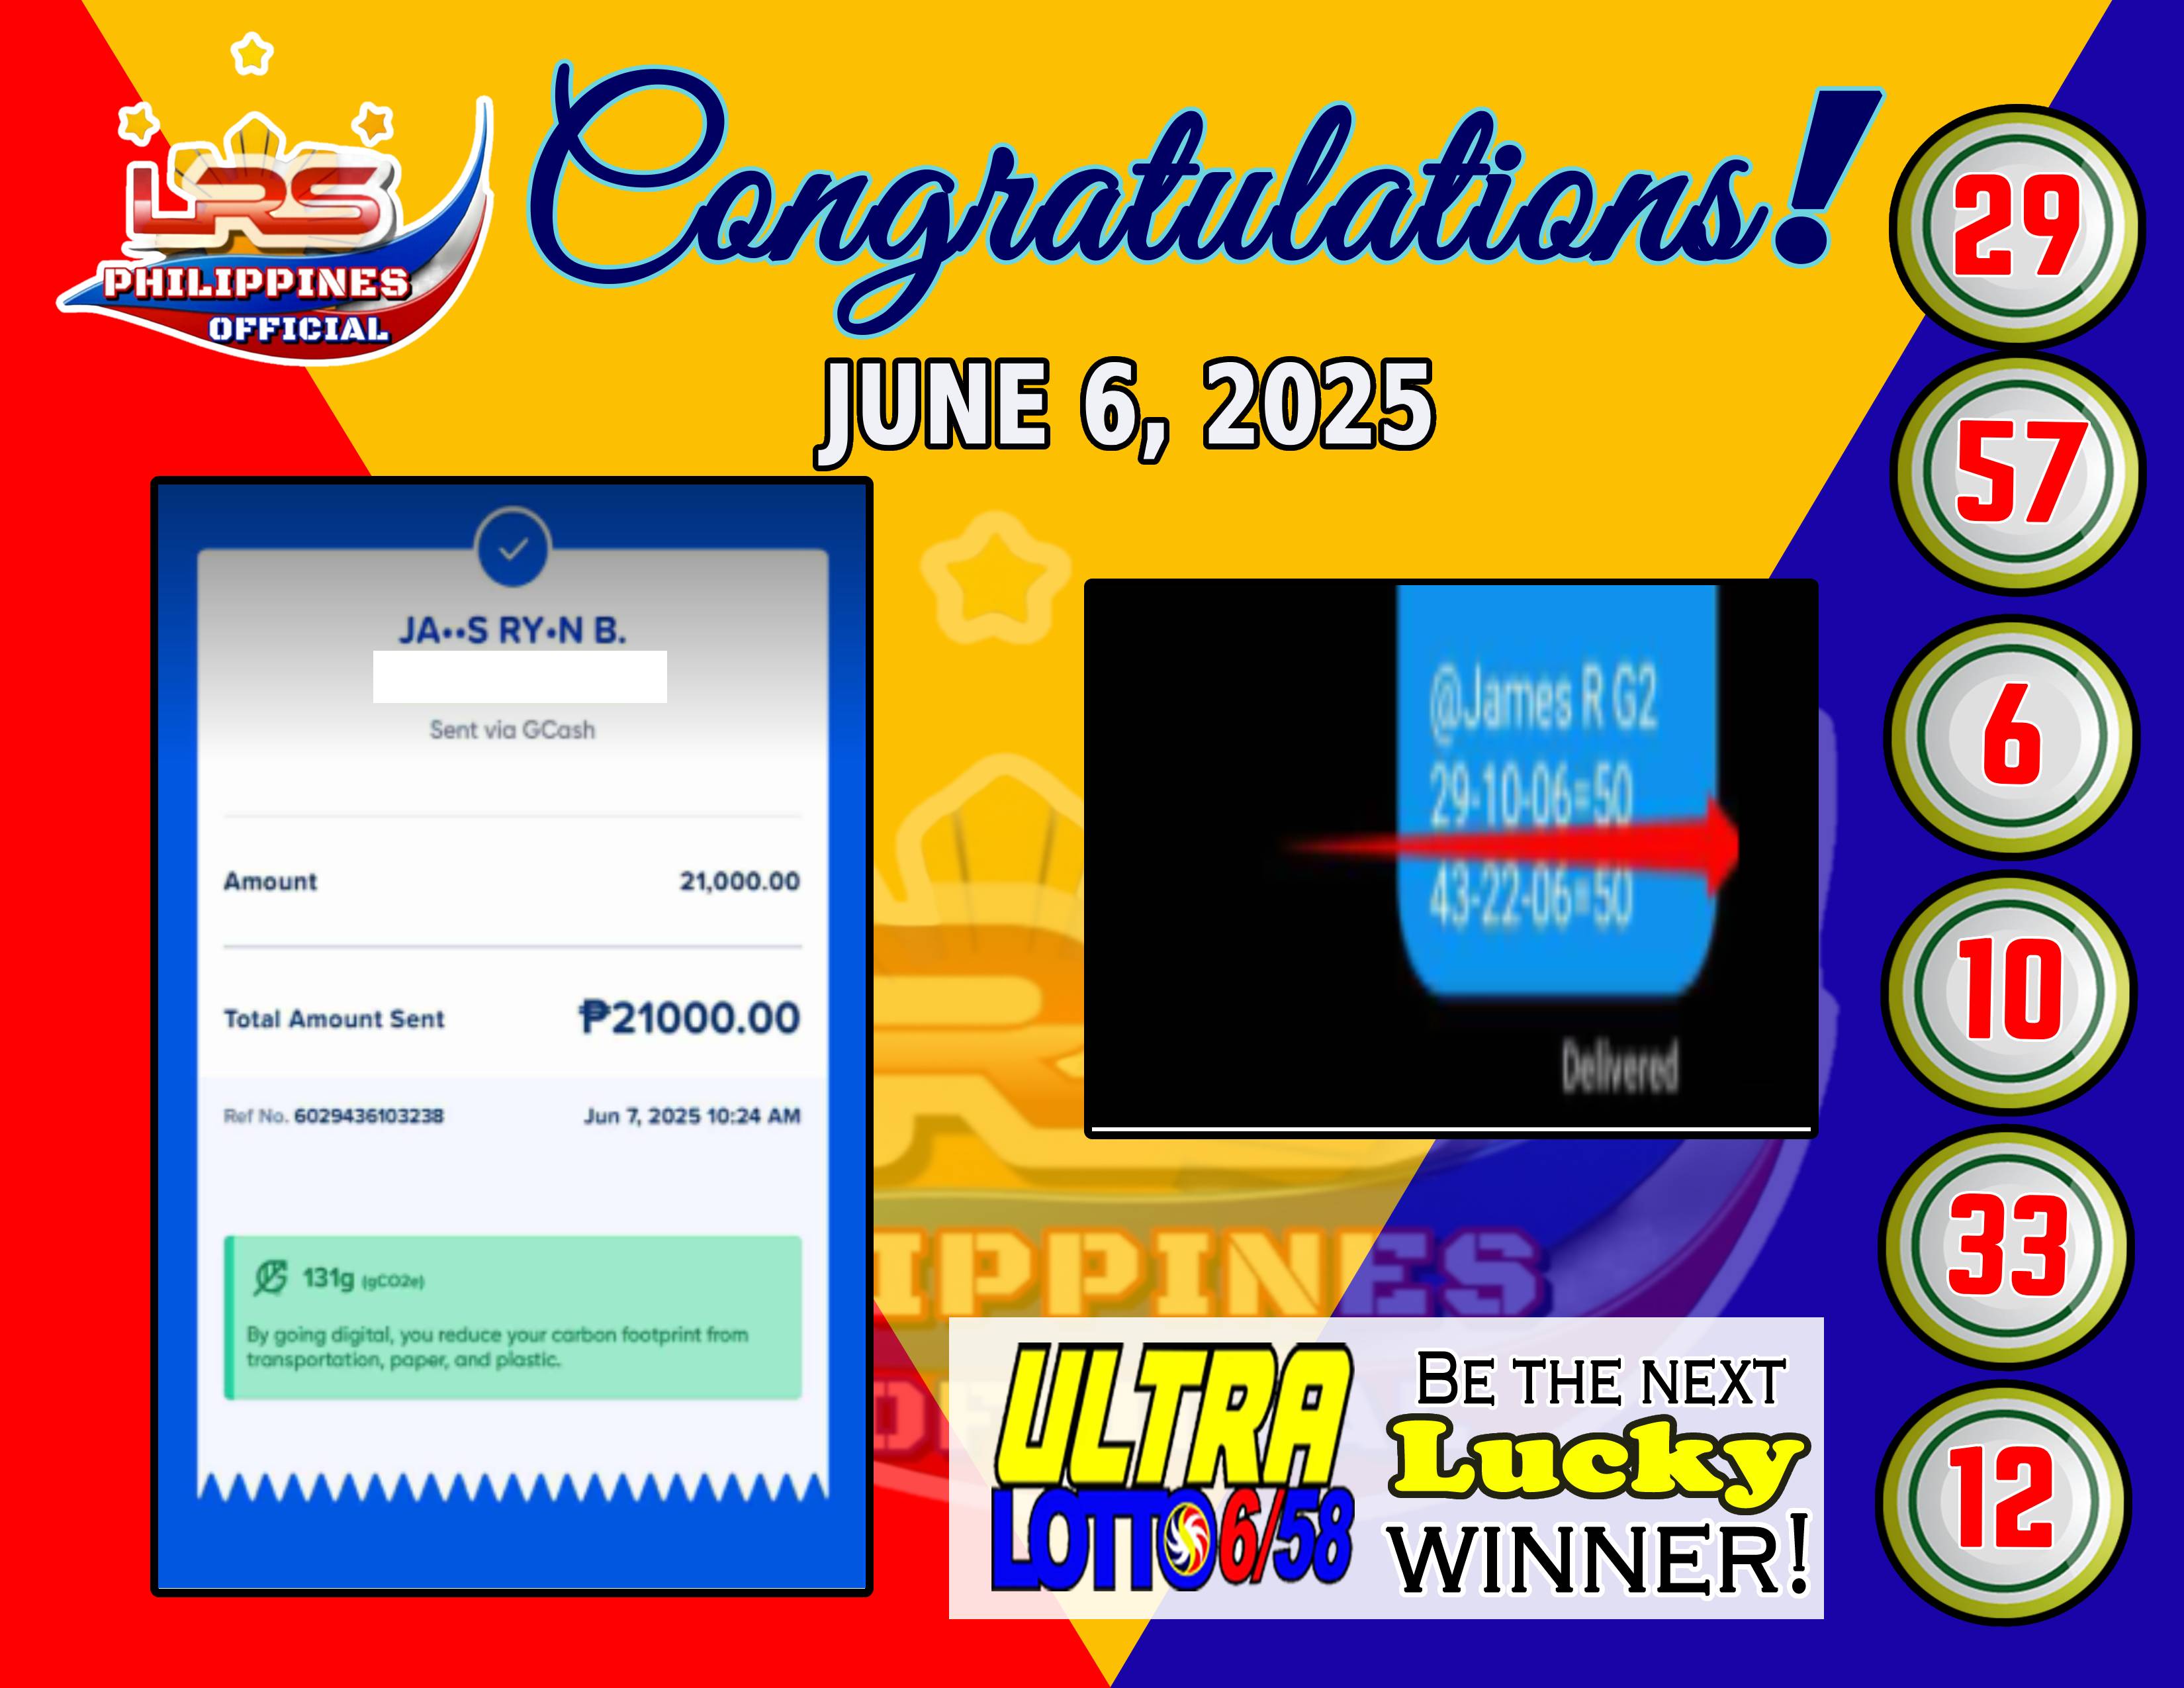 LRS
PHILIPPINES
OFFICIAL
Congratulations!
JUNE 6, 2025
JA••S RY•N B.
Sent via GCash
Amount 21,000.00
Total Amount Sent ₱21000.00
Ref No. 6029436103238 Jun 7, 2025 10:24 AM
131g (gCO2e)
By going digital, you reduce your carbon footprint from
transportation, paper, and plastic.
@James R G2
29-10-06=50
43-22-06=50
Delivered
RS
IPPINES
ULTRA
LOTTO 6/58
BE THE NEXT
Lucky
WINNER!
29
57
6
10
33
12